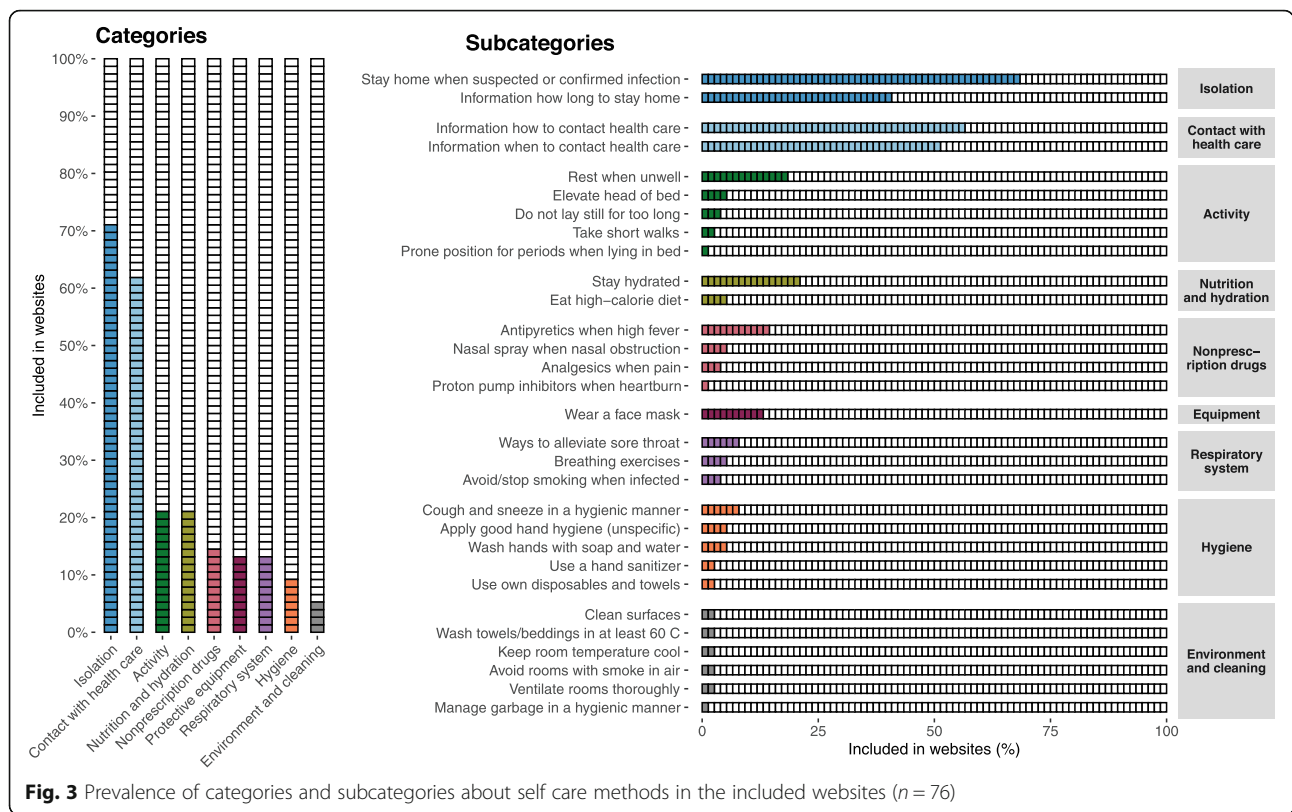 Categories
100%
90%
80%
70%
60%
50%
40%
30%
20%
10%
0%
Included in websites
Isolation
Contact with health care
Activity
Nutrition and hydration
Nonprescription drugs
Protective equipment
Respiratory system
Hygiene
Environment and cleaning
Subcategories
Stay home when suspected or confirmed infection
Information how long to stay home
Isolation
Information how to contact health care
Information when to contact health care
Contact with
health care
Rest when unwell
Elevate head of bed
Do not lay still for too long
Take short walks
Prone position for periods when lying in bed
Activity
Stay hydrated
Eat high−calorie diet
Nutrition
and hydration
Antipyretics when high fever
Nasal spray when nasal obstruction
Analgesics when pain
Proton pump inhibitors when heartburn
Nonpresc−
ription drugs
Wear a face mask
Equipment
Ways to alleviate sore throat
Breathing exercises
Avoid/stop smoking when infected
Respiratory
system
Cough and sneeze in a hygienic manner
Apply good hand hygiene (unspecific)
Wash hands with soap and water
Use a hand sanitizer
Use own disposables and towels
Hygiene
Clean surfaces
Wash towels/beddings in at least 60 C
Keep room temperature cool
Avoid rooms with smoke in air
Ventilate rooms thoroughly
Manage garbage in a hygienic manner
Environment
and cleaning
0 25 50 75 100
Included in websites (%)
Fig. 3 Prevalence of categories and subcategories about self care methods in the included websites (n = 76)